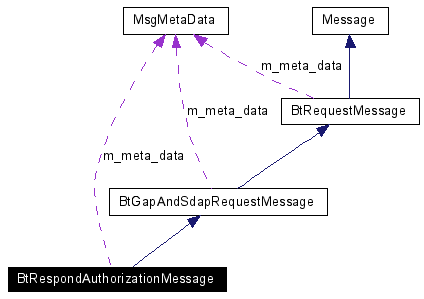 MsgMetaData
Message
m_meta_data
BtRequestMessage
m_meta_data
m_meta_data
BtGapAndSdapRequestMessage
BtRespondAuthorizationMessage